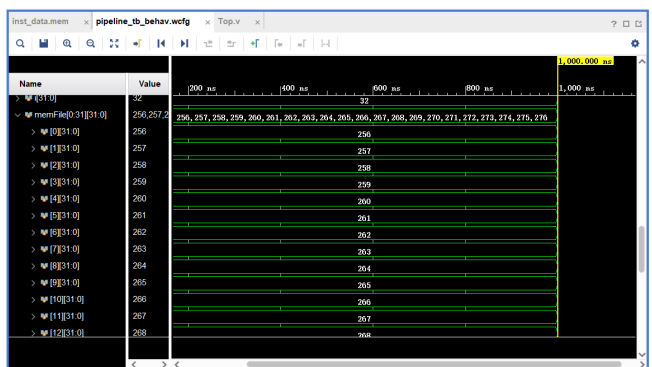 inst_data.mem × pipeline_tb_behav.wcfg × Top.v ×
1,000.000 ns
Name Value
200 ns 400 ns 600 ns 800 ns 1,000 ns
i[31:0] 32 32
memFile[0:31][31:0] 256,257,2 256,257,258,259,260,261,262,263,264,265,266,267,268,269,270,271,272,273,274,275,276
[0][31:0] 256 256
[1][31:0] 257 257
[2][31:0] 258 258
[3][31:0] 259 259
[4][31:0] 260 260
[5][31:0] 261 261
[6][31:0] 262 262
[7][31:0] 263 263
[8][31:0] 264 264
[9][31:0] 265 265
[10][31:0] 266 266
[11][31:0] 267 267
[12][31:0] 268 268